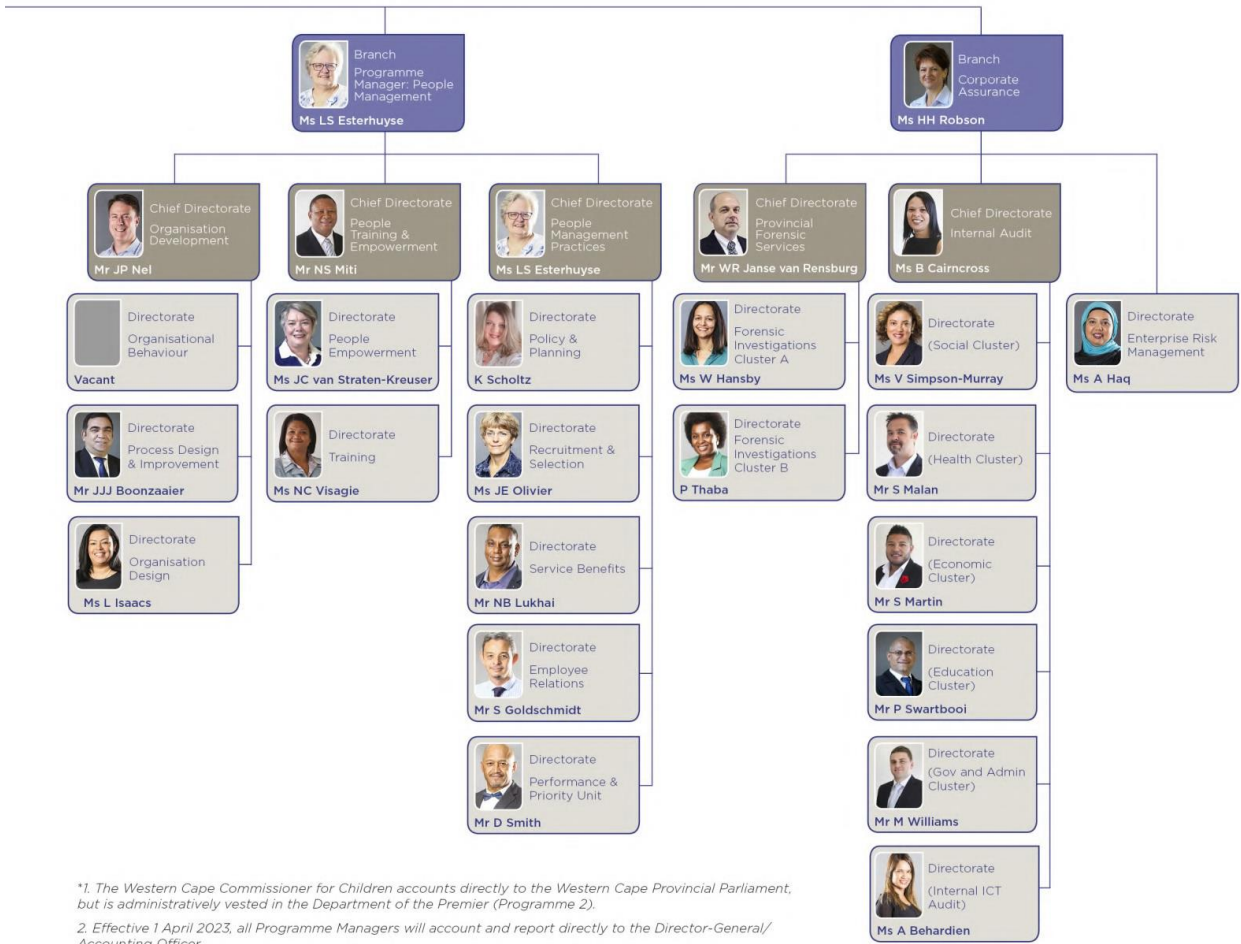 Branch
Programme
Manager: People
Management
Ms LS Esterhuyse
Branch
Corporate
Assurance
Ms HH Robson
Chief Directorate
Organisation
Development
Mr JP Nel
Chief Directorate
People
Training &
Empowerment
Mr NS Miti
Chief Directorate
People
Management
Practices
Ms LS Esterhuyse
Chief Directorate
Provincial
Forensic
Services
Mr WR Janse van Rensburg
Chief Directorate
Internal Audit
Ms B Cairncross
Directorate
Organisational
Behaviour
Vacant
Directorate
People
Empowerment
Ms JC van Straten-Kreuser
Directorate
Policy &
Planning
K Scholtz
Directorate
Forensic
Investigations
Cluster A
Ms W Hansby
Directorate
(Social Cluster)
Ms V Simpson-Murray
Directorate
Enterprise Risk
Management
Ms A Haq
Directorate
Process Design
& Improvement
Mr JJJ Boonzaaier
Directorate
Training
Ms NC Visagie
Directorate
Recruitment &
Selection
Ms JE Olivier
Directorate
Forensic
Investigations
Cluster B
P Thaba
Directorate
(Health Cluster)
Mr S Malan
Directorate
Organisation
Design
Ms L Isaacs
Directorate
Service Benefits
Mr NB Lukhai
Directorate
(Economic
Cluster)
Mr S Martin
Directorate
Employee
Relations
Mr S Goldschmidt
Directorate
(Education
Cluster)
Mr P Swartbooi
Directorate
Performance &
Priority Unit
Mr D Smith
Directorate
(Gov and Admin
Cluster)
Mr M Williams
Directorate
(Internal ICT
Audit)
Ms A Behardien
*1. The Western Cape Commissioner for Children accounts directly to the Western Cape Provincial Parliament,
but is administratively vested in the Department of the Premier (Programme 2).
2. Effective 1 April 2023, all Programme Managers will account and report directly to the Director-General/
Accounting Officer